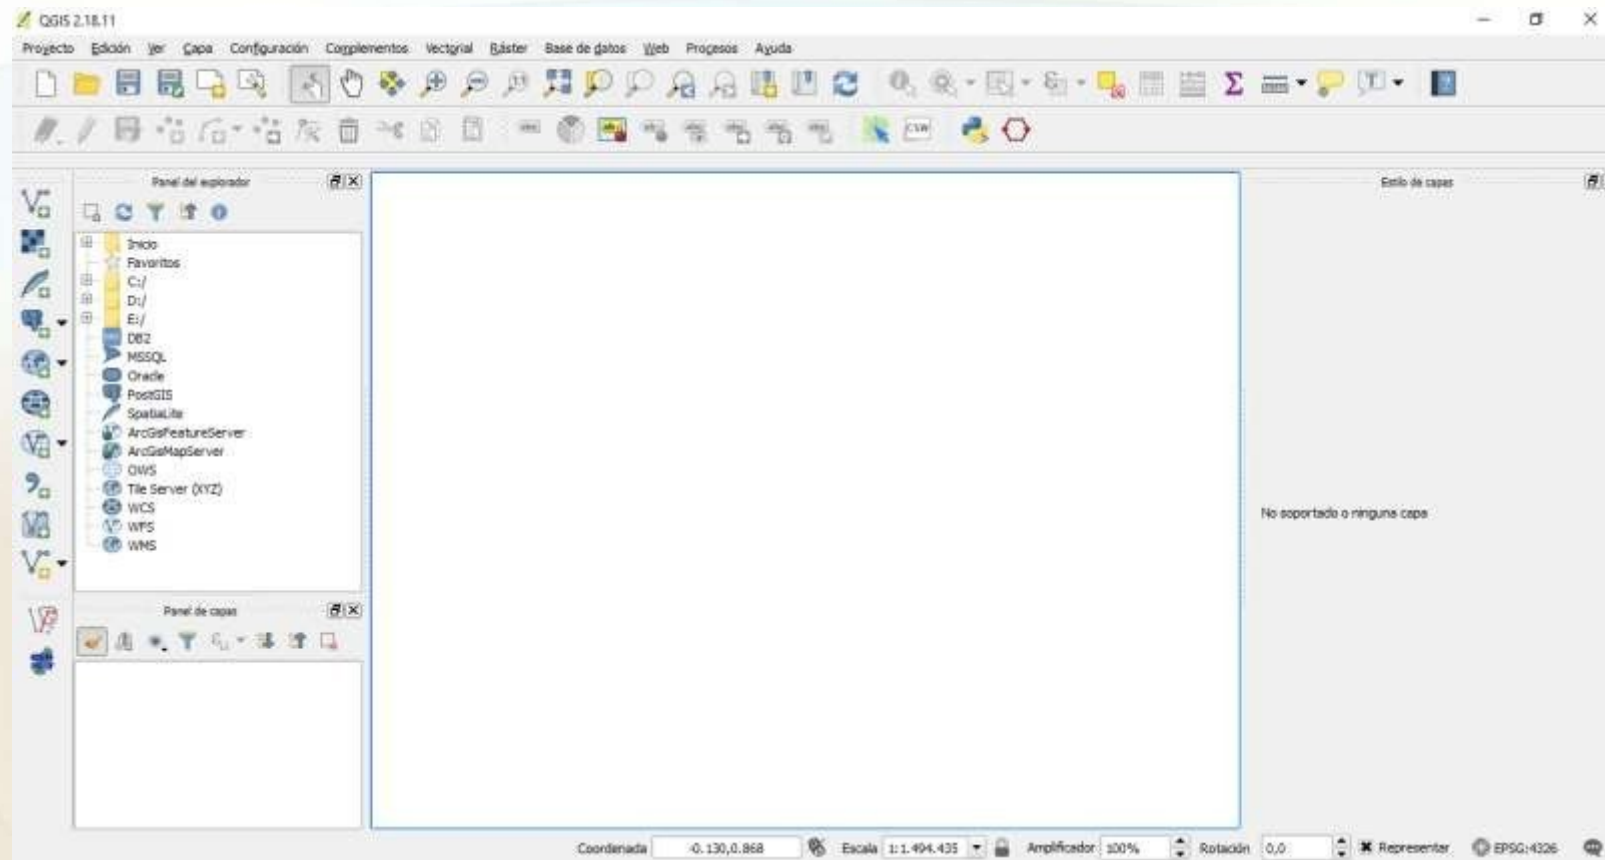 QGIS 2.18.11
Proyecto Edición Ver Capa Configuración Complementos Vectorial Ráster Base de datos Web Procesos Ayuda
CSW
Panel del explorador
Estilo de capas
Inicio
Favoritos
C:/
D:/
E:/
DB2
MSSQL
Oracle
PostGIS
SpatiaLite
ArcGisFeatureServer
ArcGisMapServer
OWS
Tile Server (XYZ)
WCS
WFS
WMS
No soportado o ninguna capa
Panel de capas
Coordenada -0.130,0.868 Escala 1:1.494.435 Amplificador 100% Rotación 0,0 Representar EPSG:4326